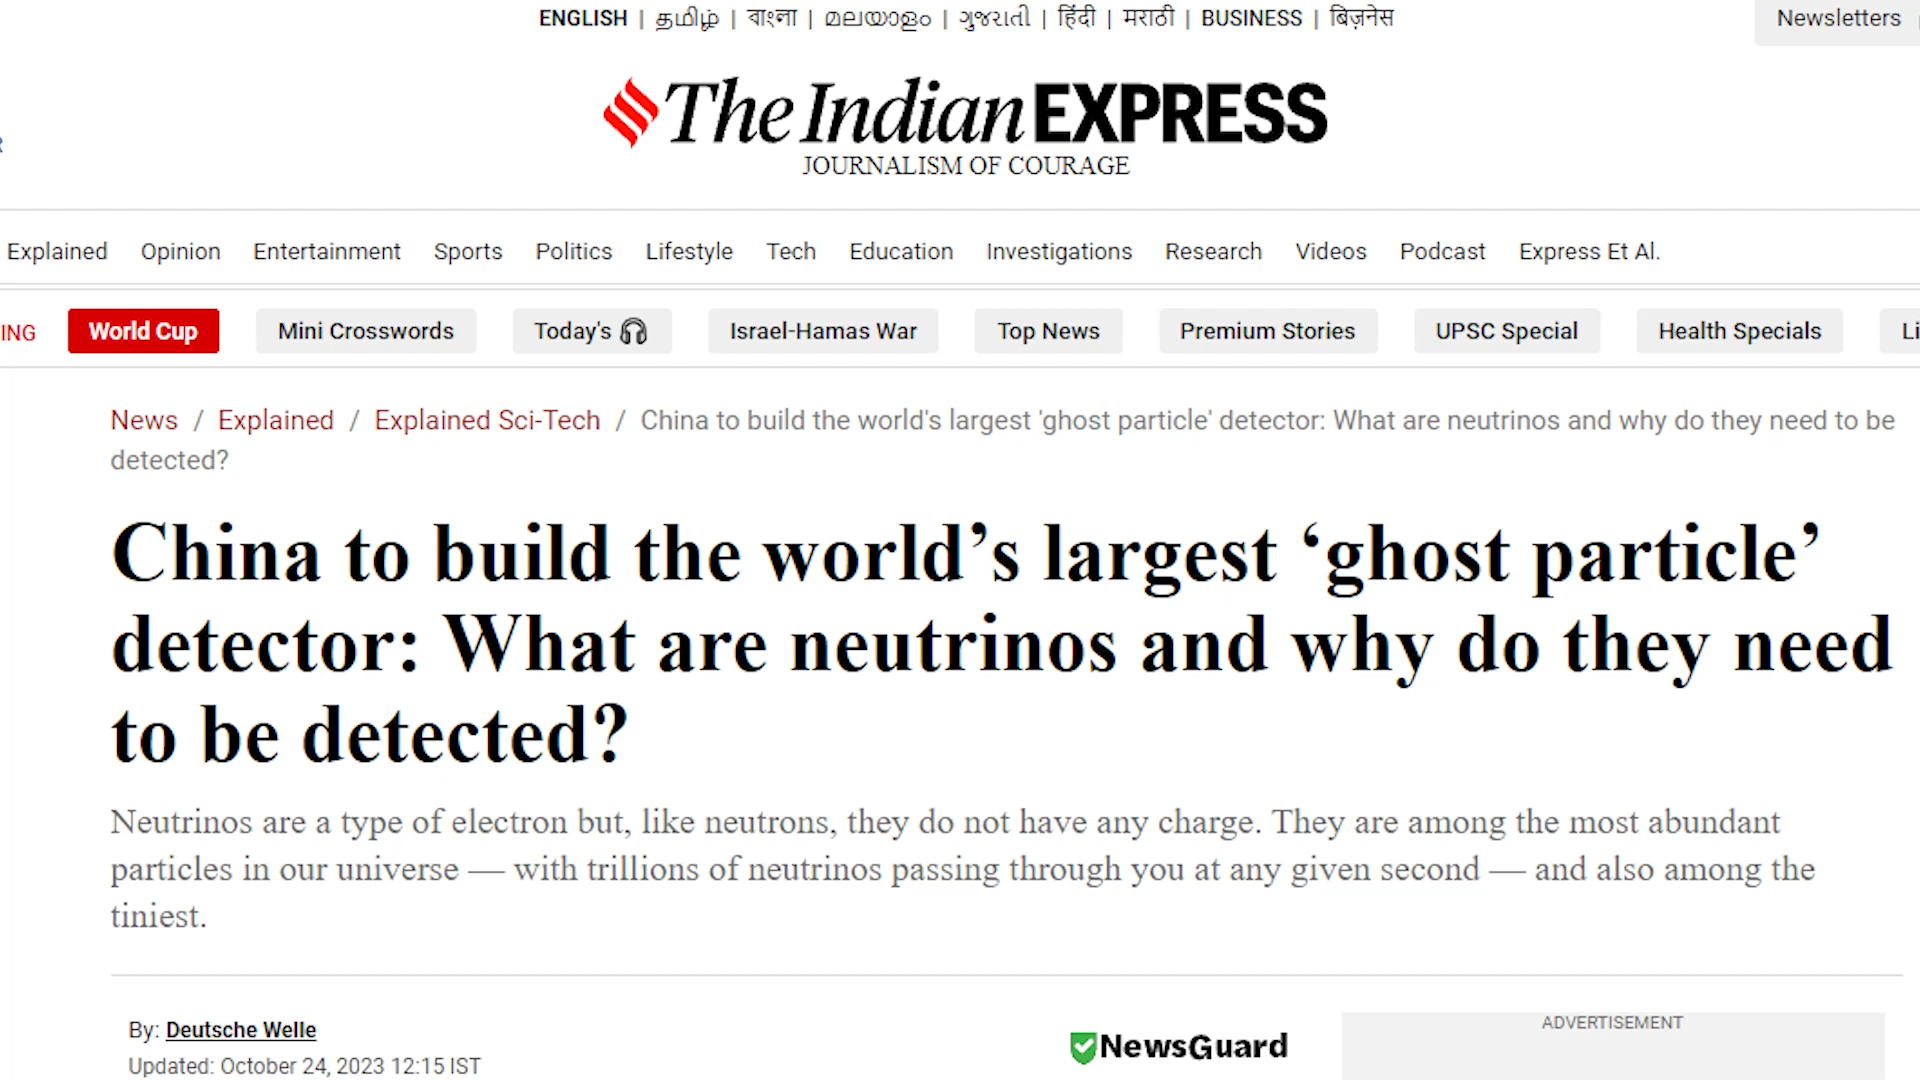 ENGLISH | தமிழ் | বাংলা | മലയാളം | ગુજરાતી | हिंदी | मराठी | BUSINESS | बिज़नेस
Newsletters
The Indian EXPRESS
JOURNALISM OF COURAGE
Explained Opinion Entertainment Sports Politics Lifestyle Tech Education Investigations Research Videos Podcast Express Et Al.
ING World Cup Mini Crosswords Today's Israel-Hamas War Top News Premium Stories UPSC Special Health Specials Li
News / Explained / Explained Sci-Tech / China to build the world's largest 'ghost particle' detector: What are neutrinos and why do they need to be
detected?
China to build the world’s largest ‘ghost particle’
detector: What are neutrinos and why do they need
to be detected?
Neutrinos are a type of electron but, like neutrons, they do not have any charge. They are among the most abundant
particles in our universe — with trillions of neutrinos passing through you at any given second — and also among the
tiniest.
By: Deutsche Welle
Updated: October 24, 2023 12:15 IST
NewsGuard
ADVERTISEMENT